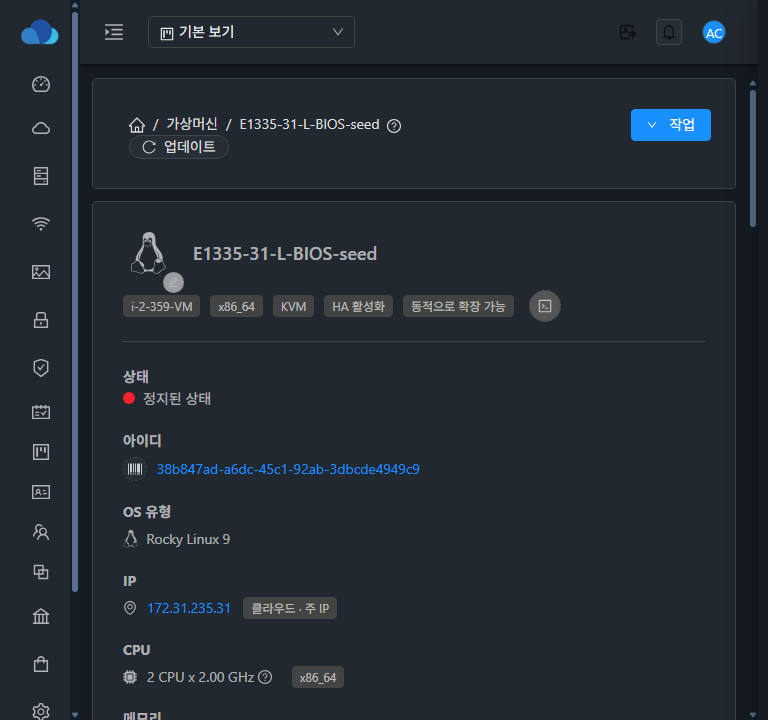 기본 보기
AC
/ 가상머신 / E1335-31-L-BIOS-seed
업데이트
작업
E1335-31-L-BIOS-seed
i-2-359-VM x86_64 KVM HA 활성화 동적으로 확장 가능
상태
정지된 상태
아이디
38b847ad-a6dc-45c1-92ab-3dbcde4949c9
OS 유형
Rocky Linux 9
IP
172.31.235.31 클라우드 · 주 IP
CPU
2 CPU x 2.00 GHz x86_64
메모리